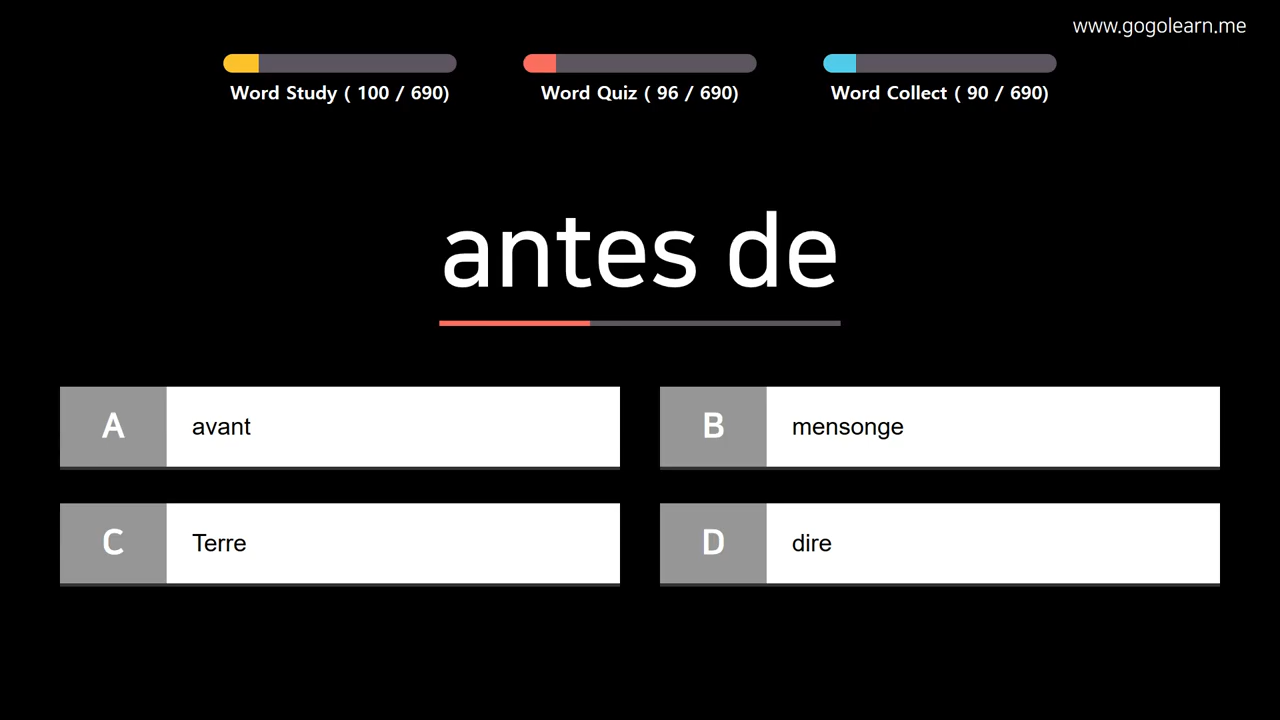 www.gogolearn.me
Word Study ( 100 / 690)
Word Quiz ( 96 / 690)
Word Collect ( 90 / 690)
antes de
A avant
B mensonge
C Terre
D dire